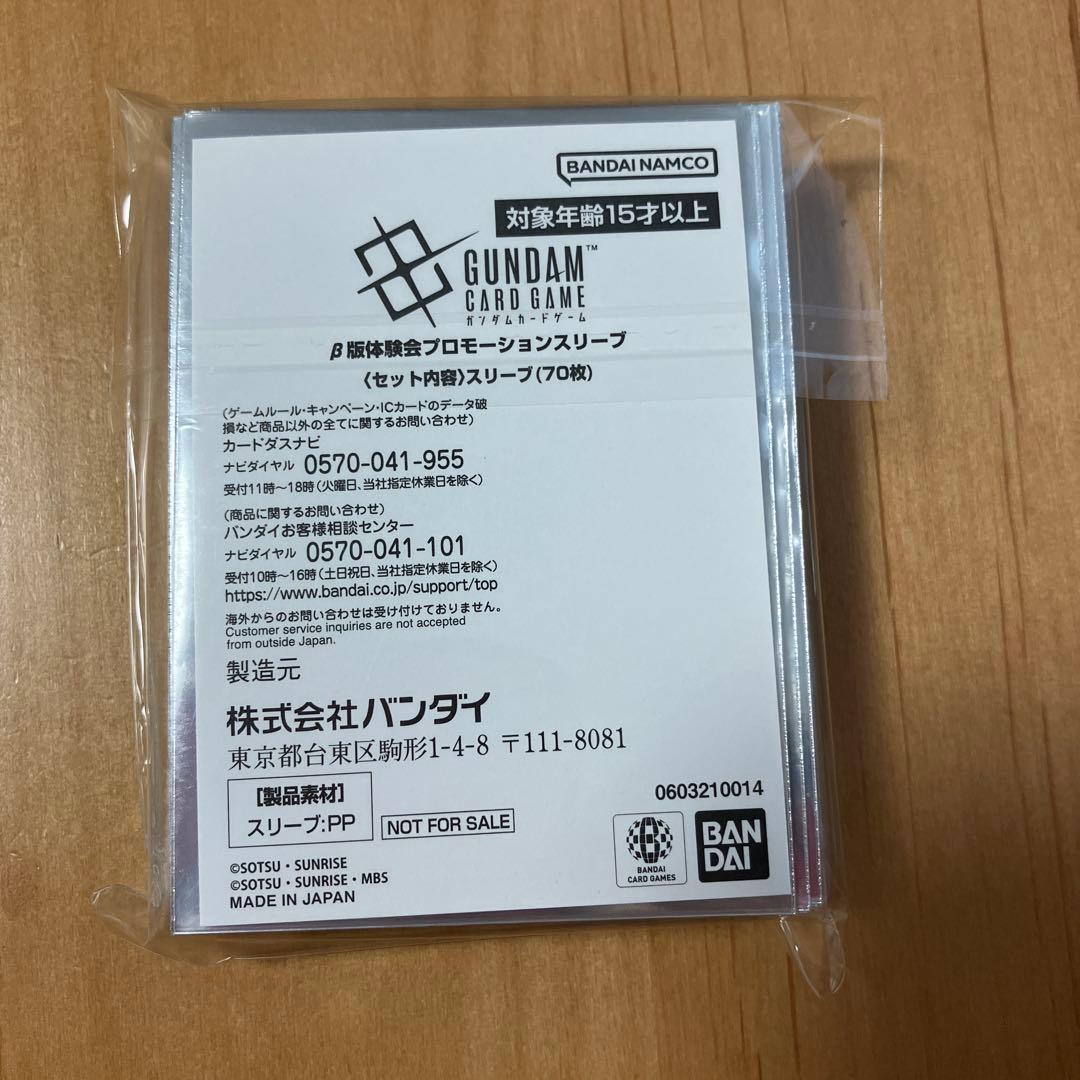 BANDAI NAMCO
対象年齢15才以上
GUNDAM™
CARD GAME
ガンダムカードゲーム
β版体験会プロモーションスリーブ
〈セット内容〉スリーブ(70枚)
(ゲームルール・キャンペーン・ICカードのデータ破
損など商品以外の全てに関するお問い合わせ)
カードダスナビ
ナビダイヤル 0570-041-955
受付11時～18時(火曜日、当社指定休業日を除く)
(商品に関するお問い合わせ)
バンダイお客様相談センター
ナビダイヤル 0570-041-101
受付10時～16時(土日祝日、当社指定休業日を除く)
https://www.bandai.co.jp/support/top
海外からのお問い合わせは受け付けておりません。
Customer service inquiries are not accepted
from outside Japan.
製造元
株式会社バンダイ
東京都台東区駒形1-4-8 〒111-8081
[製品素材]
スリーブ:PP
NOT FOR SALE
0603210014
BANDAI
CARD GAMES
BAN
DAI
©SOTSU・SUNRISE
©SOTSU・SUNRISE・MBS
MADE IN JAPAN